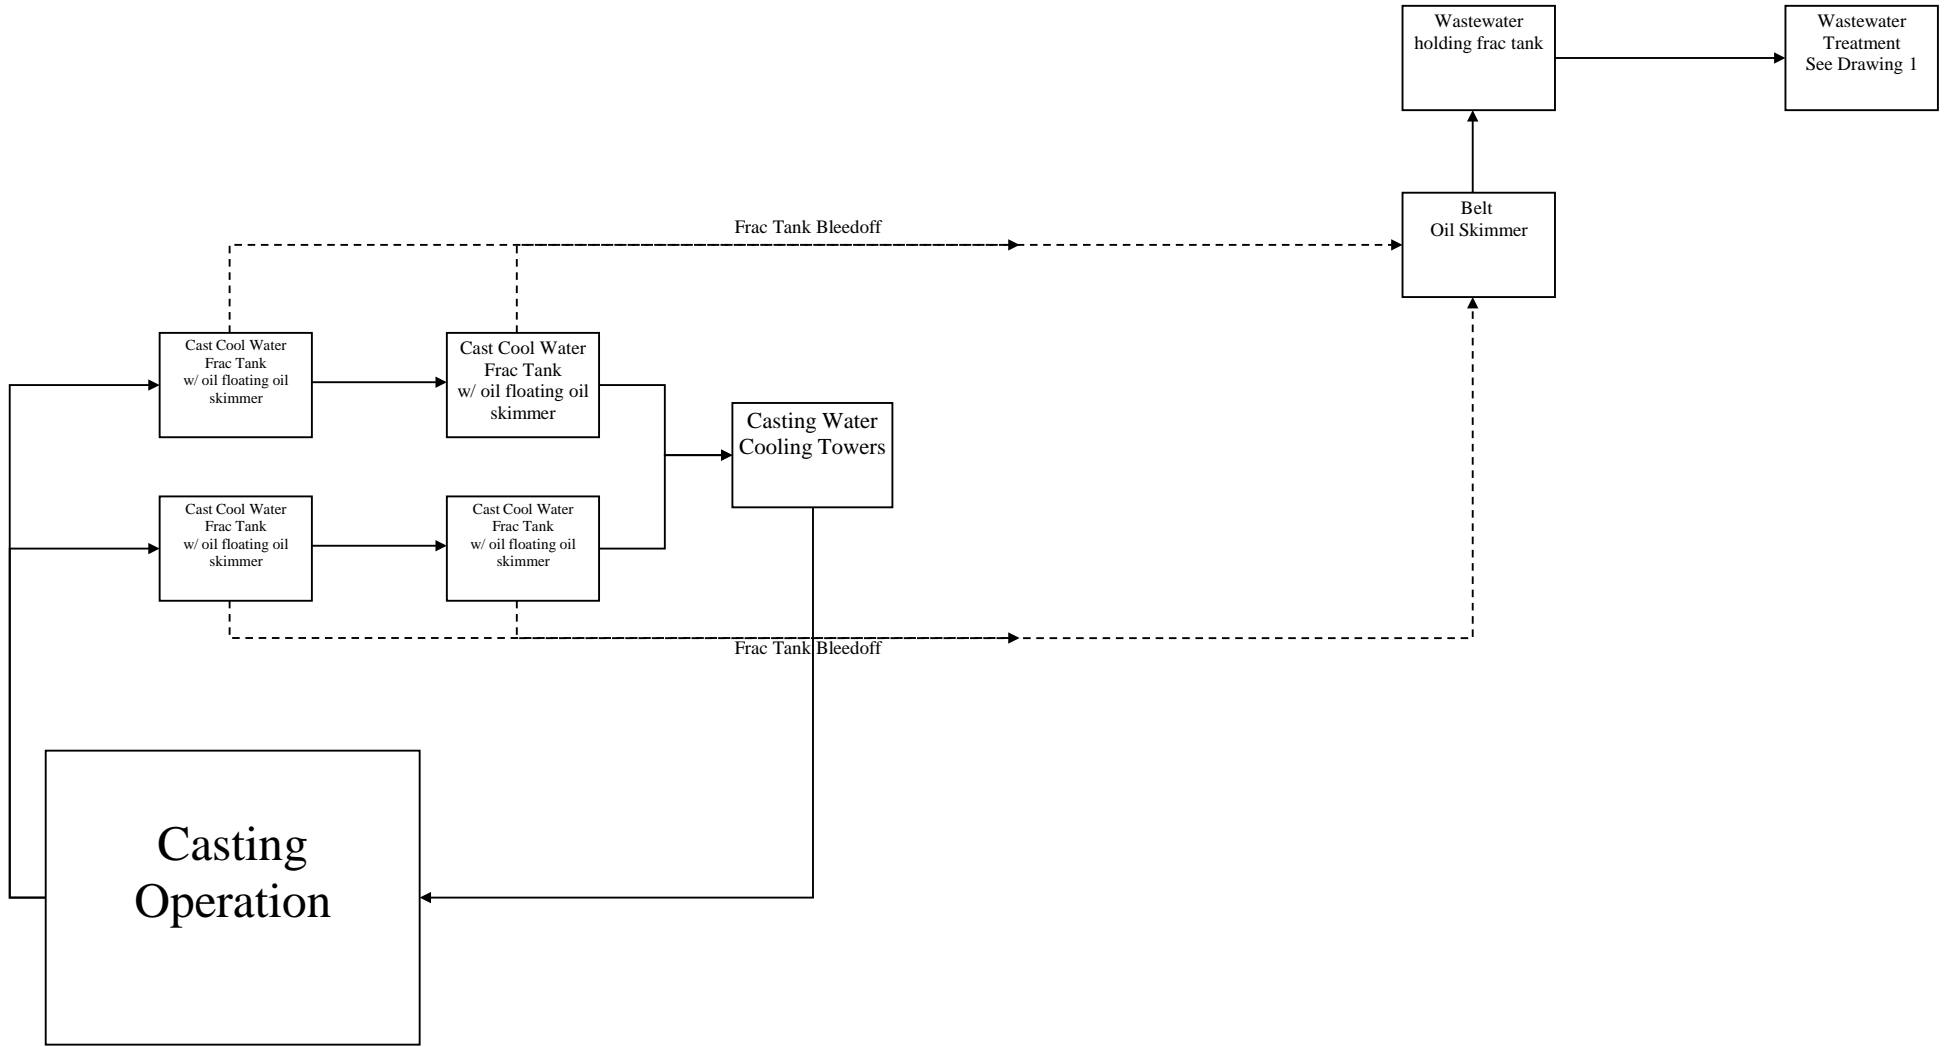 Wastewater
holding frac tank
Wastewater
Treatment
See Drawing 1
Belt
Oil Skimmer
Frac Tank Bleedoff
Cast Cool Water
Frac Tank
w/ oil floating oil
skimmer
Cast Cool Water
Frac Tank
w/ oil floating oil
skimmer
Casting Water
Cooling Towers
Cast Cool Water
Frac Tank
w/ oil floating oil
skimmer
Cast Cool Water
Frac Tank
w/ oil floating oil
skimmer
Frac Tank Bleedoff
Casting
Operation